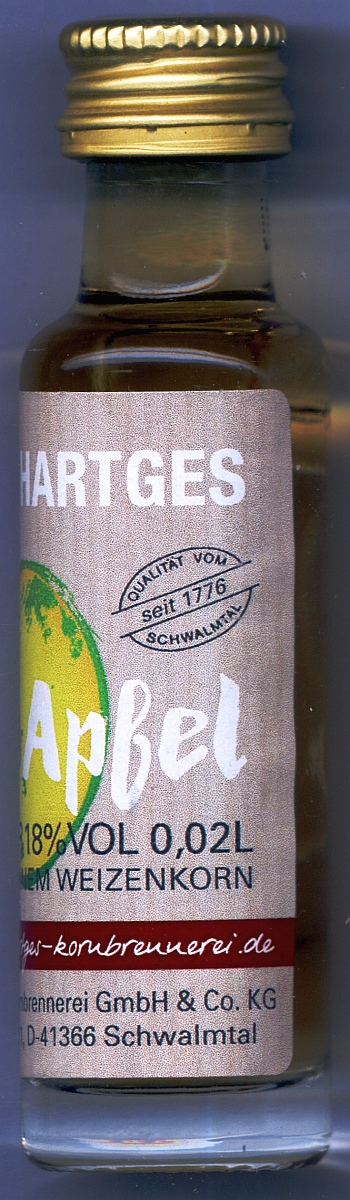 HARTGES
QUALITÄT VOM
seit 1776
SCHWALMTAL
Apfel
18%VOL 0,02L
WEIZENKORN
-kornbrennerei.de
GmbH & Co. KG
D-41366 Schwalmtal